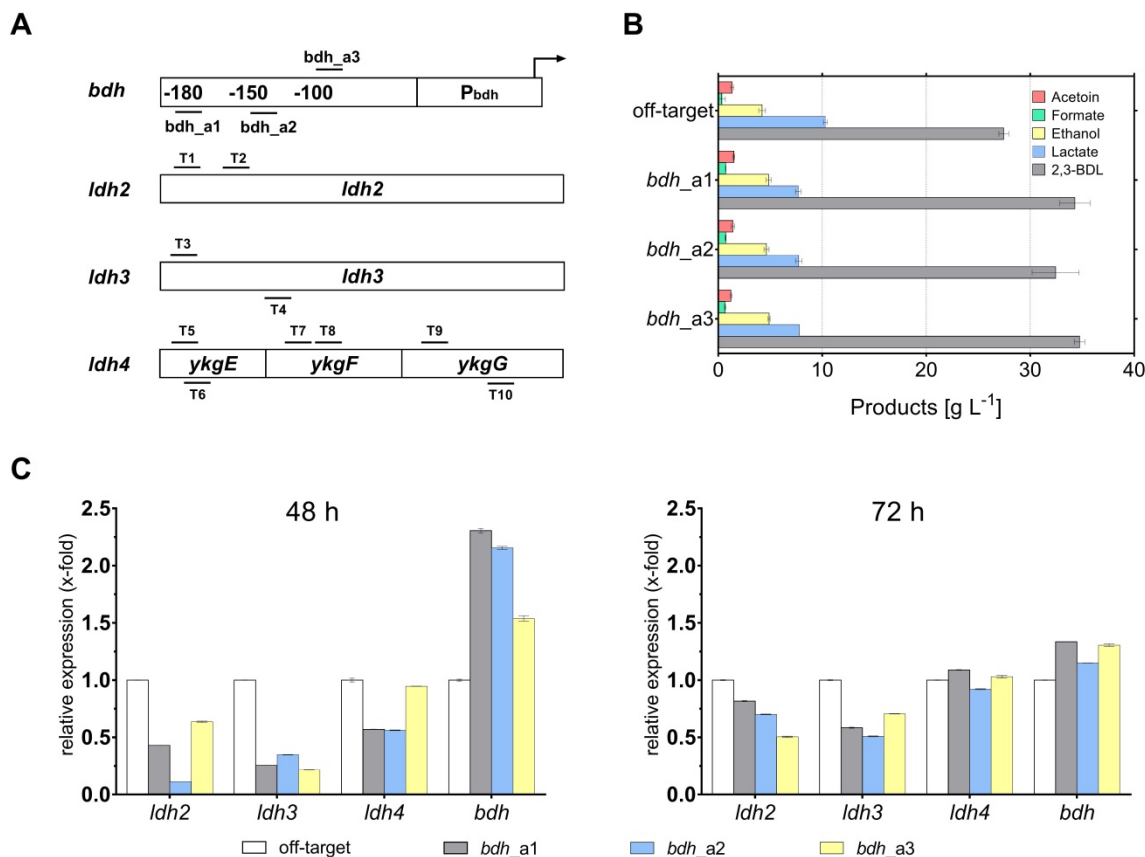 A
bdh_a3
bdh
-180 -150 -100 Pbdh
bdh_a1 bdh_a2
T1 T2
ldh2 ldh2
T3
ldh3 ldh3
T4
T5 T7 T8 T9
ldh4 ykgE ykgF ykgG
T6 T10
B
off-target
bdh_a1
bdh_a2
bdh_a3
Acetoin
Formate
Ethanol
Lactate
2,3-BDL
0 10 20 30 40
Products [g L-1]
C
48 h
relative expression (x-fold)
2.5
2.0
1.5
1.0
0.5
0.0
ldh2 ldh3 ldh4 bdh
72 h
relative expression (x-fold)
2.5
2.0
1.5
1.0
0.5
0.0
ldh2 ldh3 ldh4 bdh
off-target bdh_a1 bdh_a2 bdh_a3